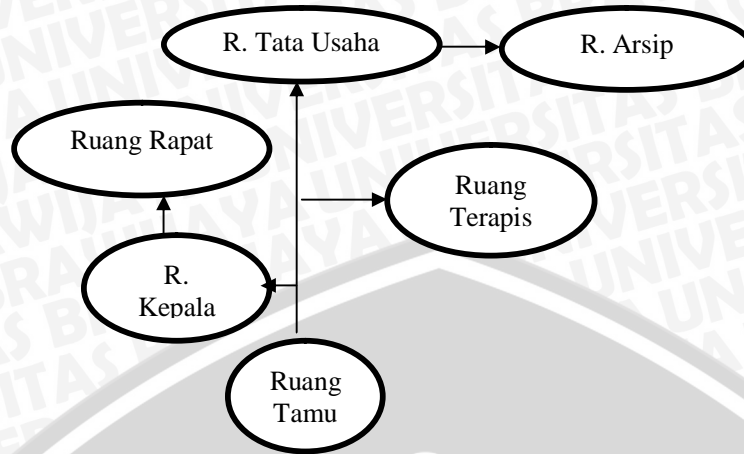 R. Tata Usaha
R. Arsip
Ruang Rapat
Ruang
Terapis
R.
Kepala
Ruang
Tamu